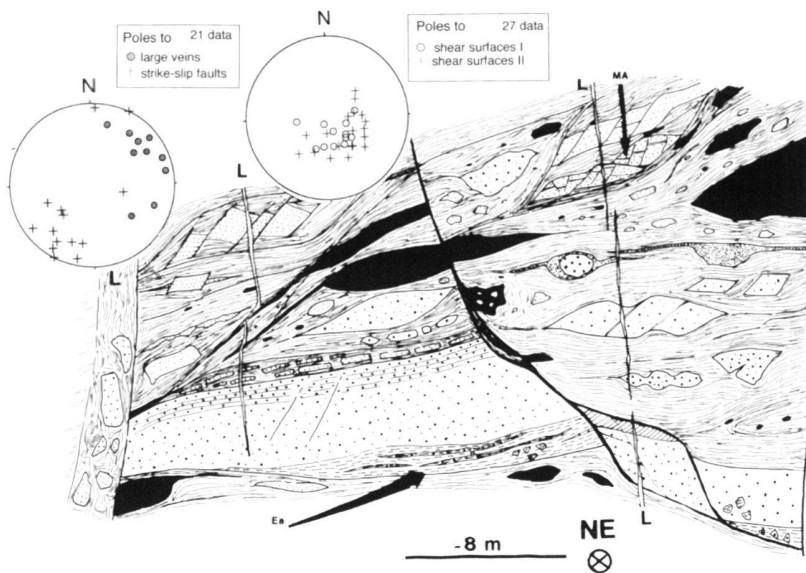 Poles to 21 data
large veins
+ strike-slip faults
Poles to 27 data
○ shear surfaces I
+ shear surfaces II
N
N
L
MA
L
L
L
Ea
-8 m
NE